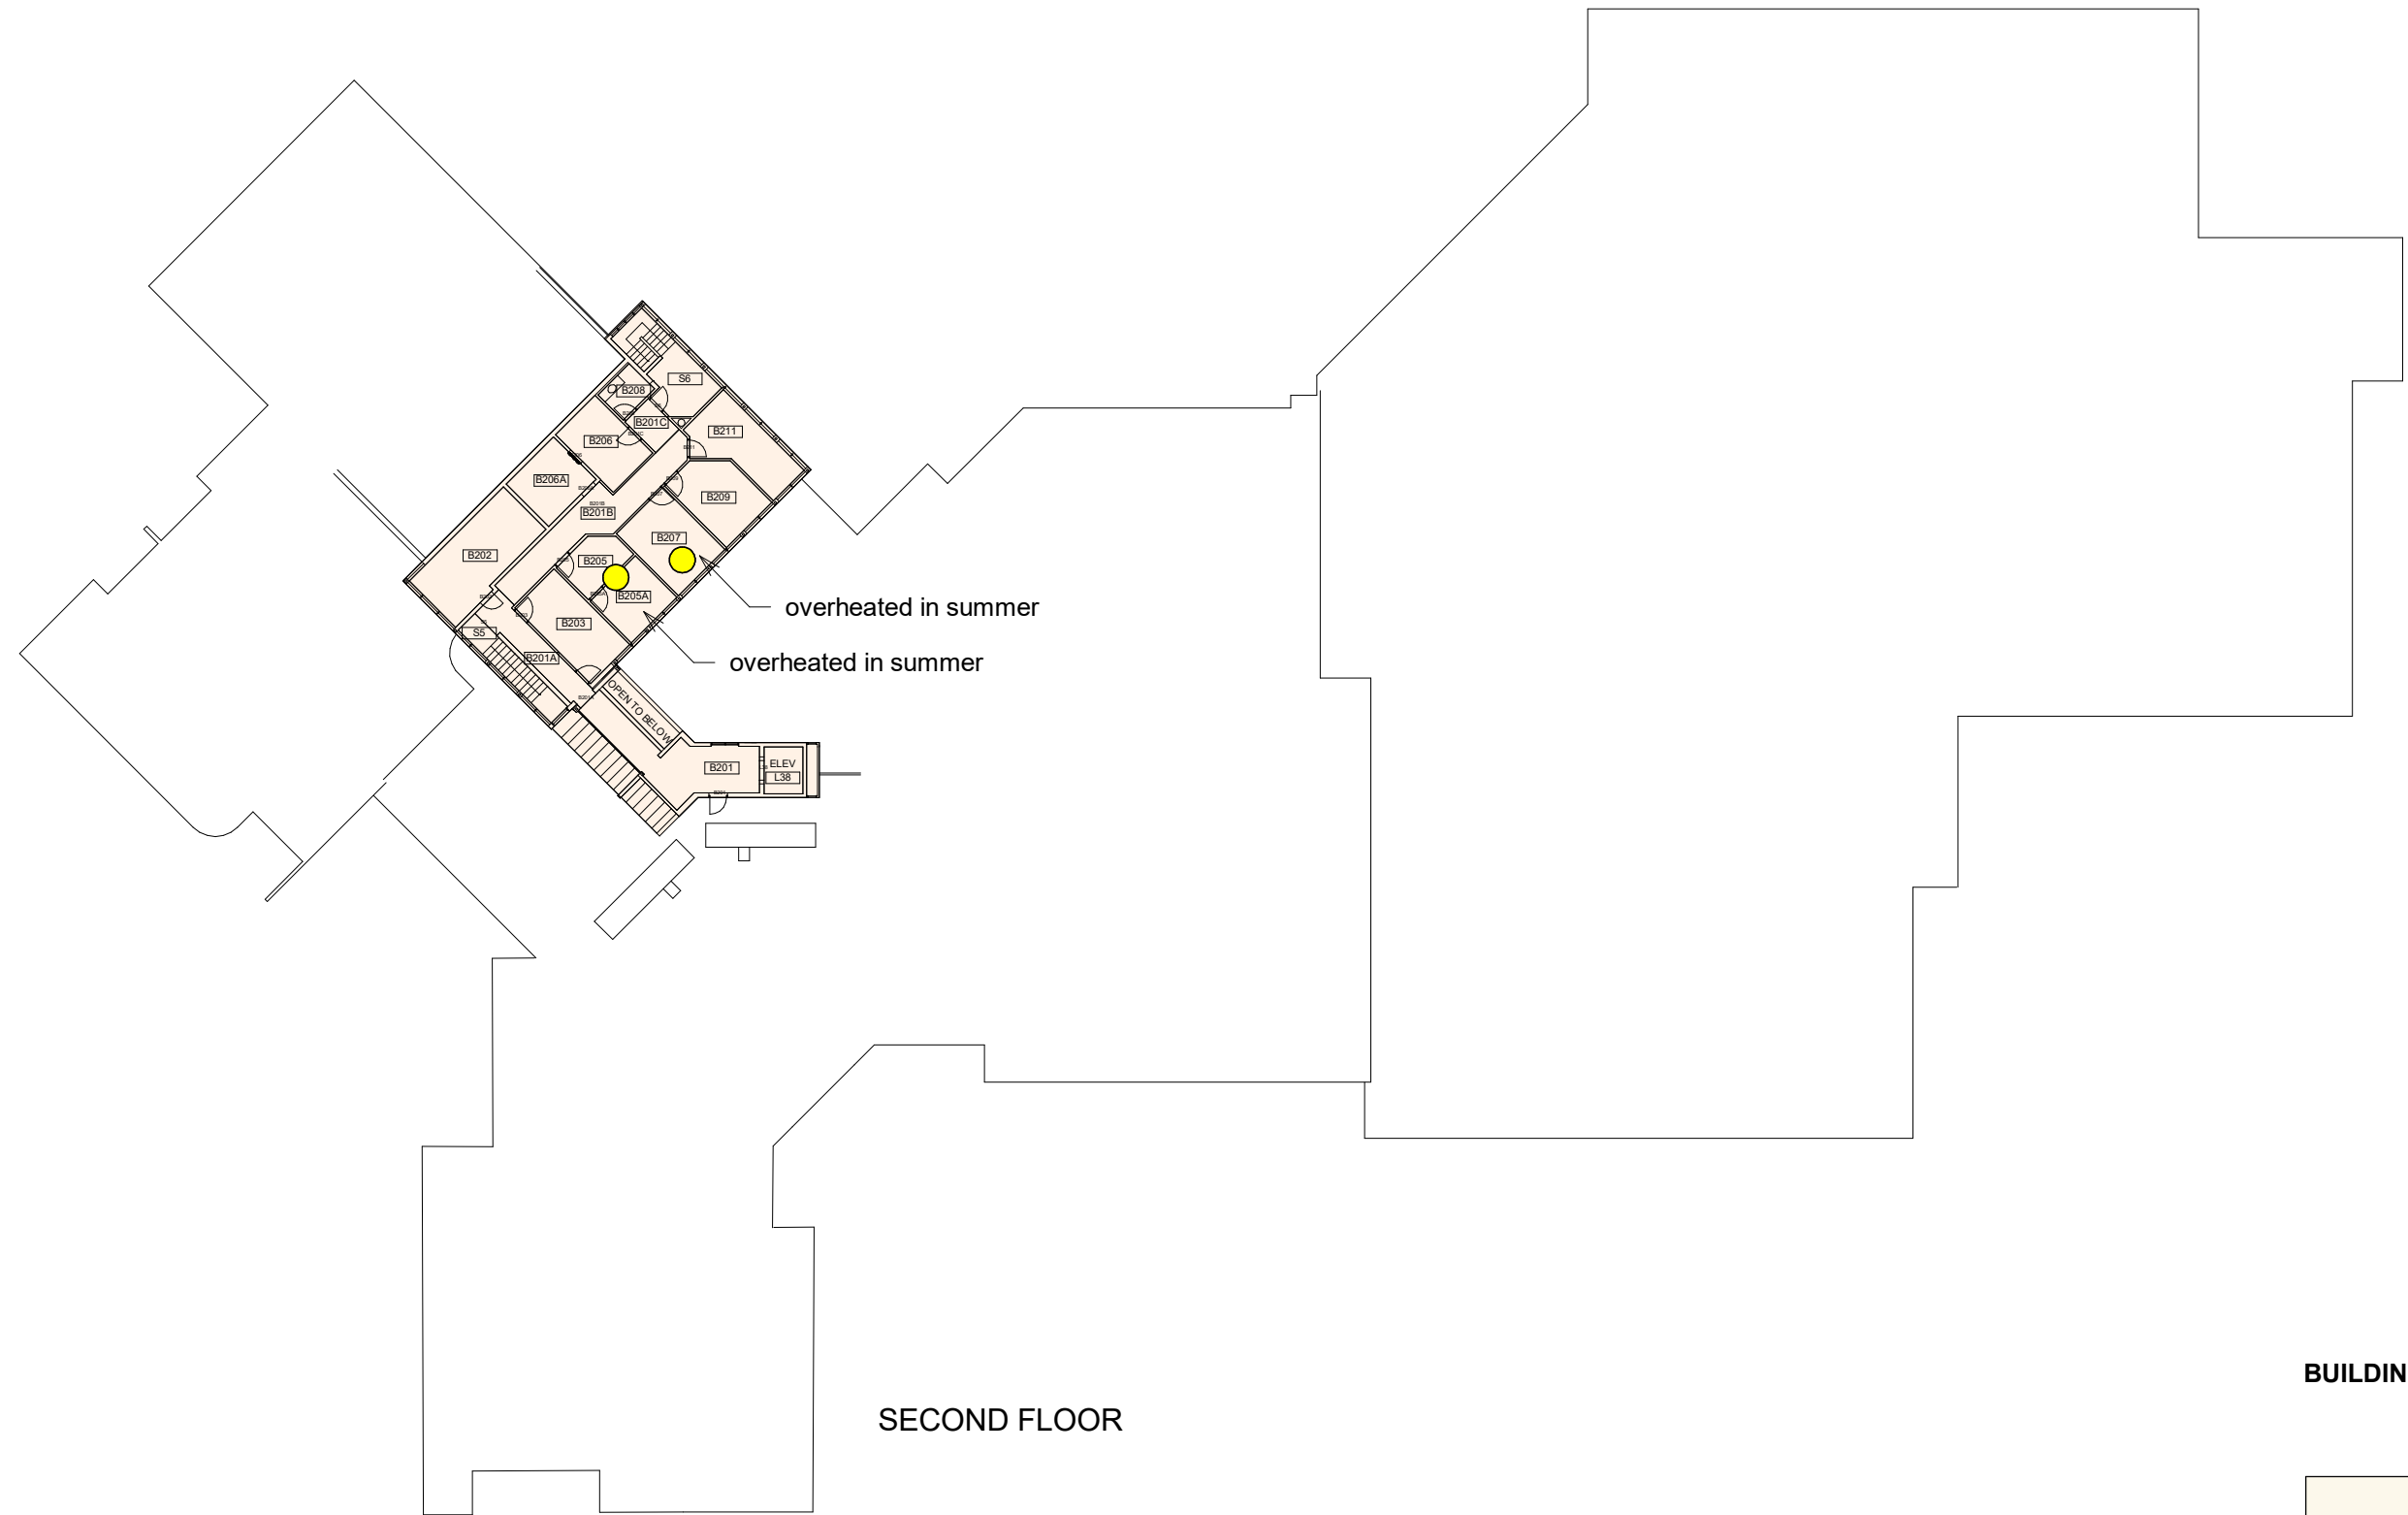 S6
B208
B201C
B211
B206
B206A
B209
B201B
B201B
B207
B202
B205
B205A
overheated in summer
B203
S5
B201A
overheated in summer
OPEN TO BELOW
B201
ELEV
L38
BUILDIN
SECOND FLOOR